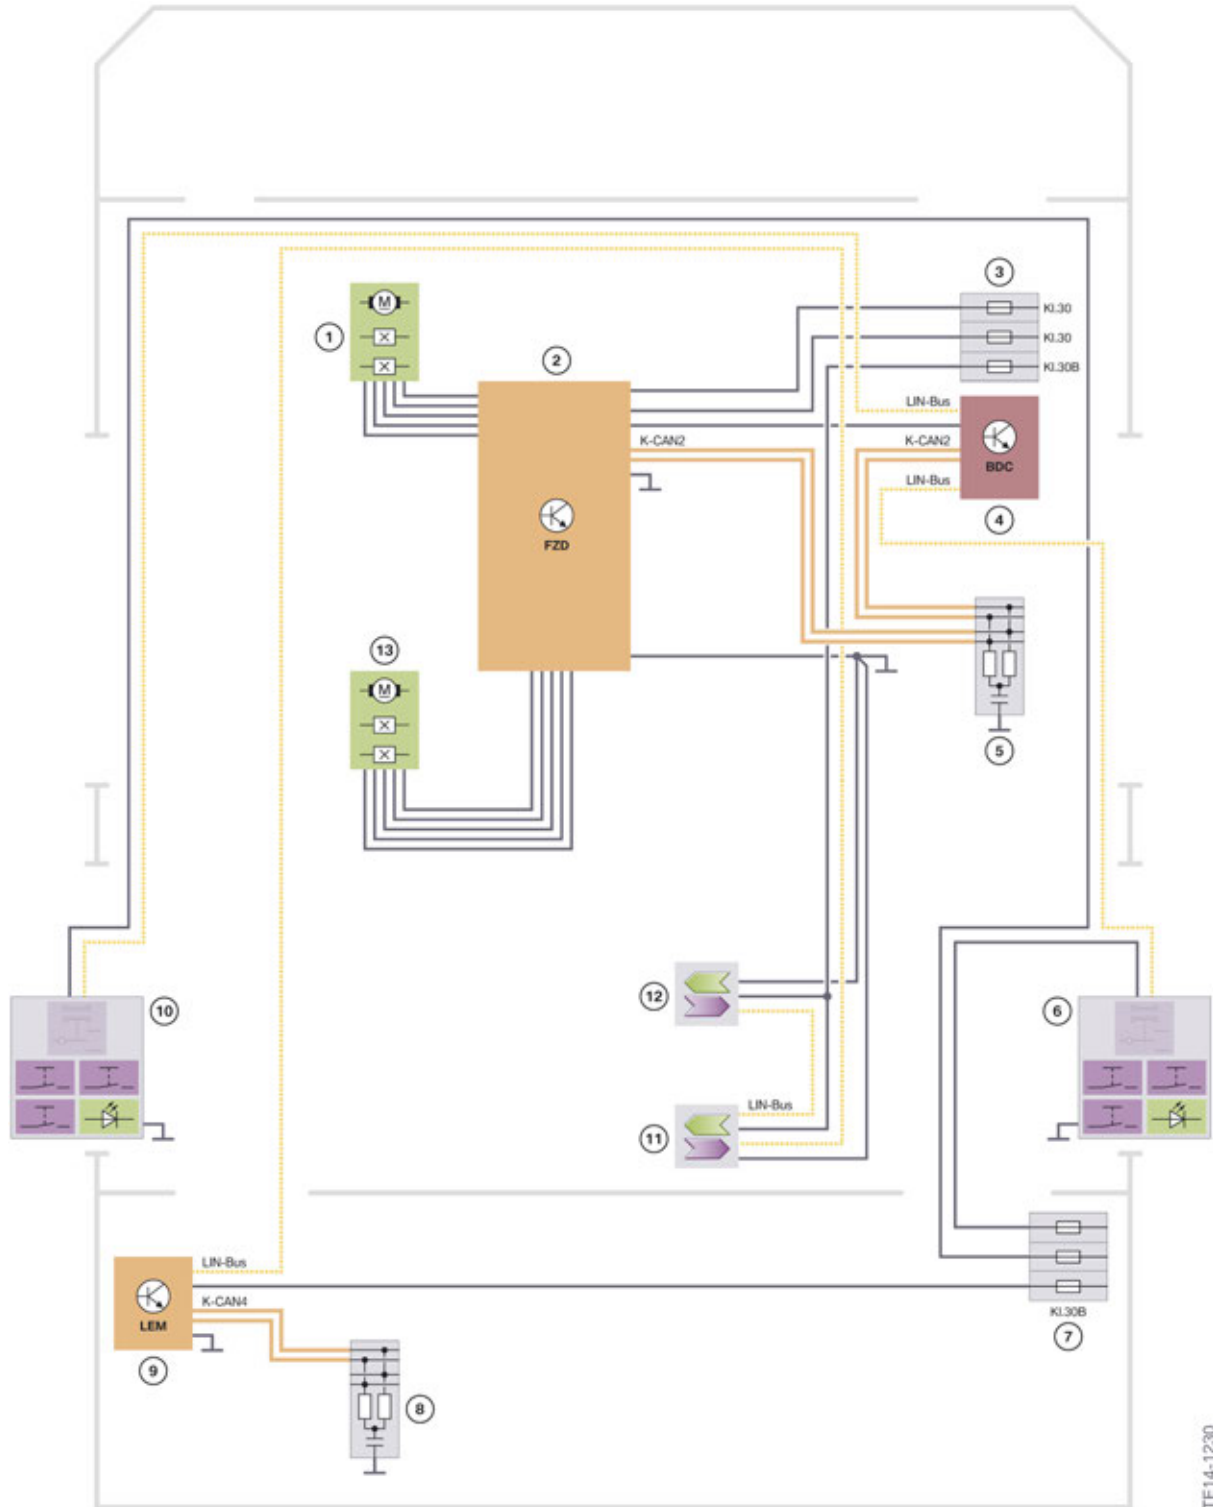 3
M
Kl.30
1
Kl.30
2
Kl.30B
LIN-Bus
K-CAN2
K-CAN2
BDC
LIN-Bus
4
FZD
13
M
5
12
10
6
LIN-Bus
11
LIN-Bus
K-CAN4
LEM
Kl.30B
7
9
8
TE14-1230